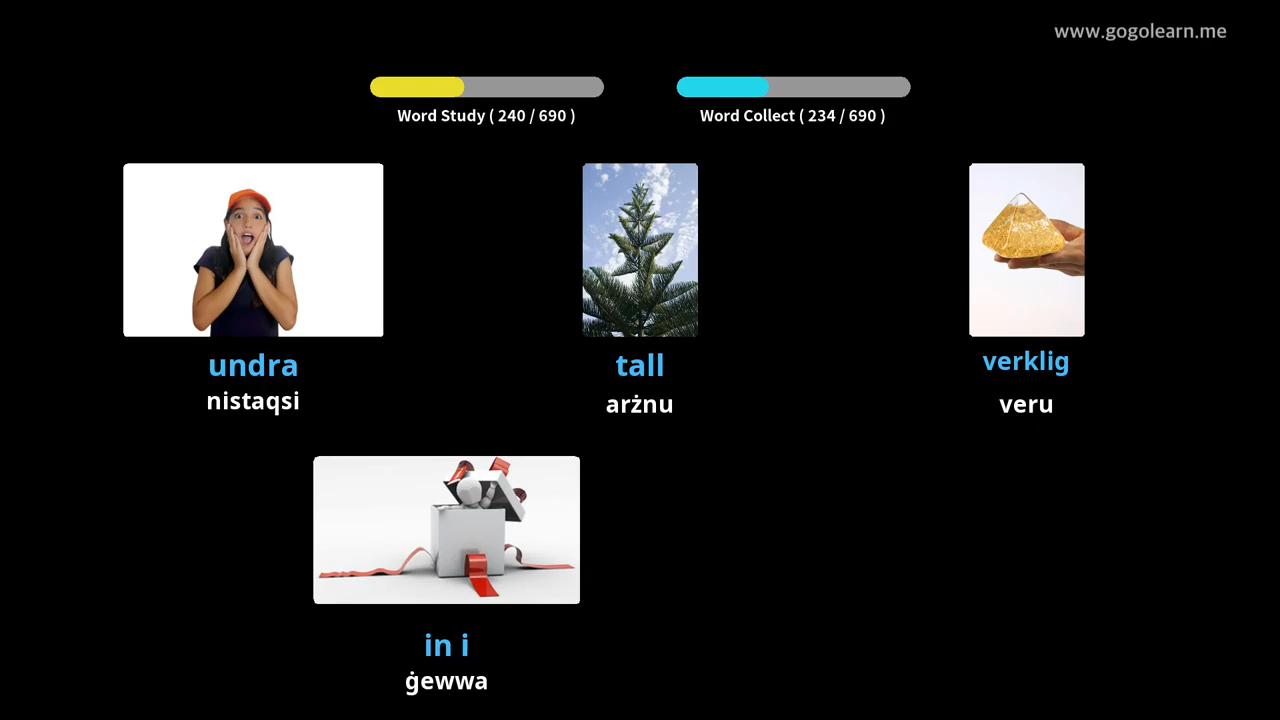 www.gogolearn.me
Word Study ( 240 / 690 )
Word Collect ( 234 / 690 )
undra
nistaqsi
tall
arżnu
verklig
veru
in i
ġewwa